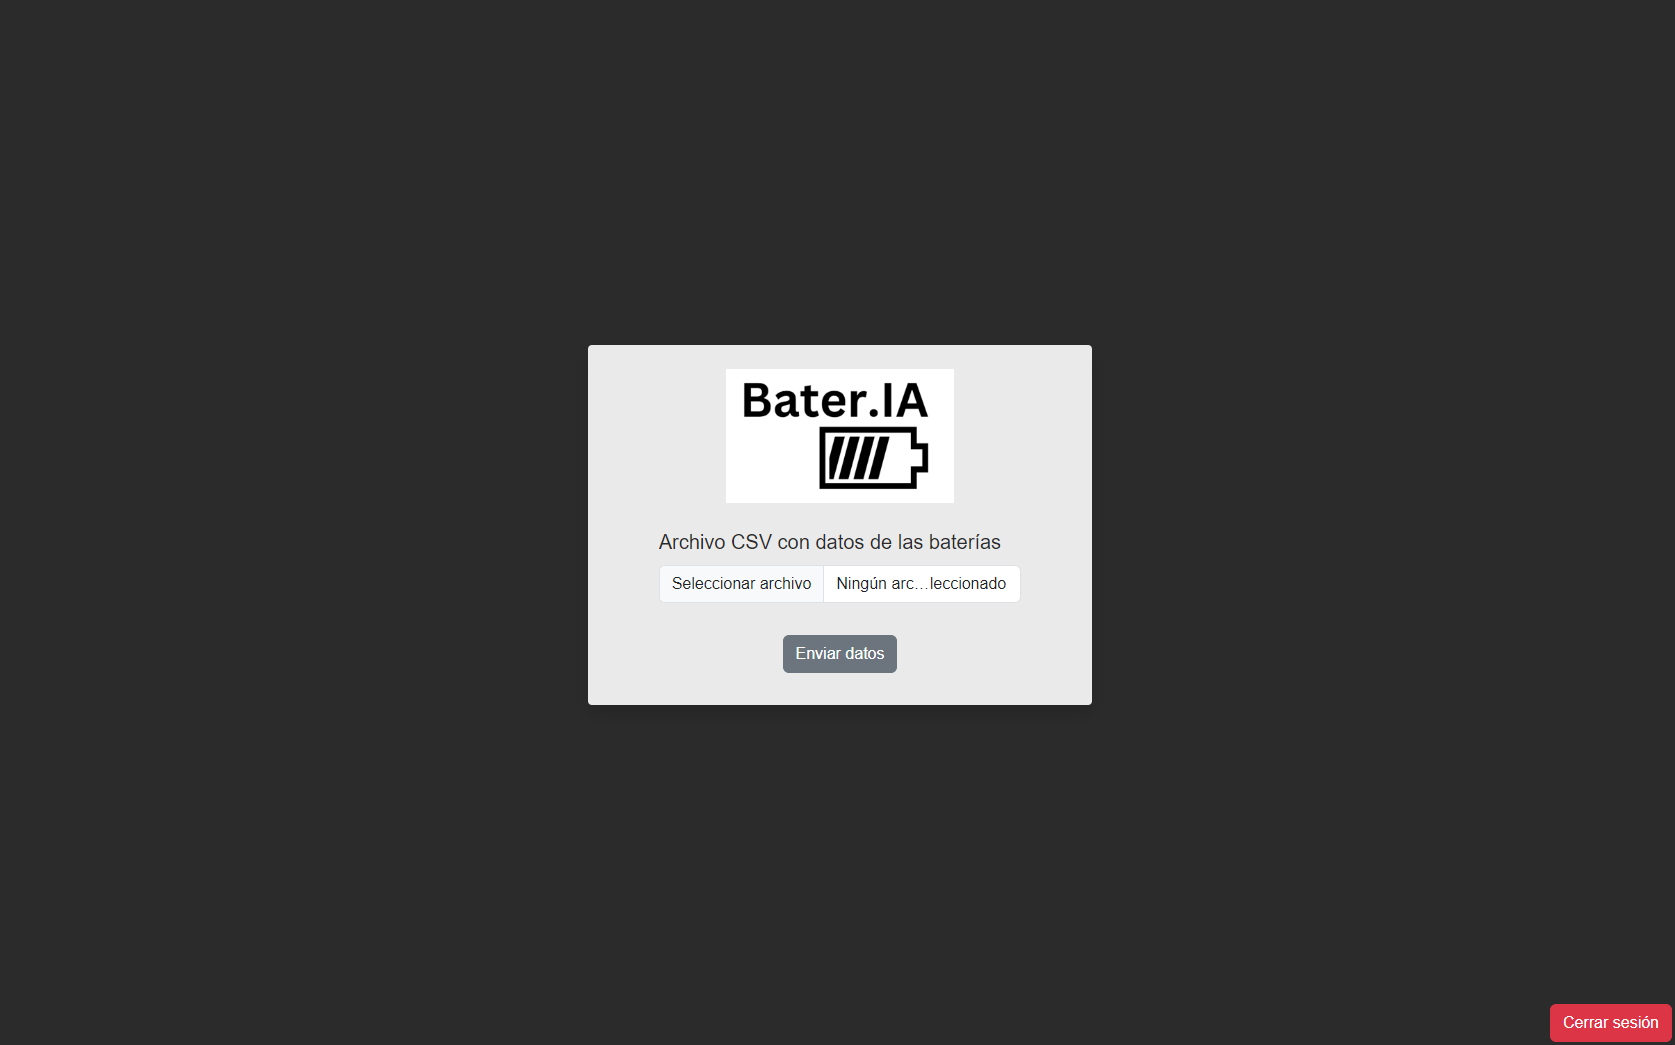 Bater.IA
Archivo CSV con datos de las baterías
Seleccionar archivo Ningún arc...leccionado
Enviar datos
Cerrar sesión